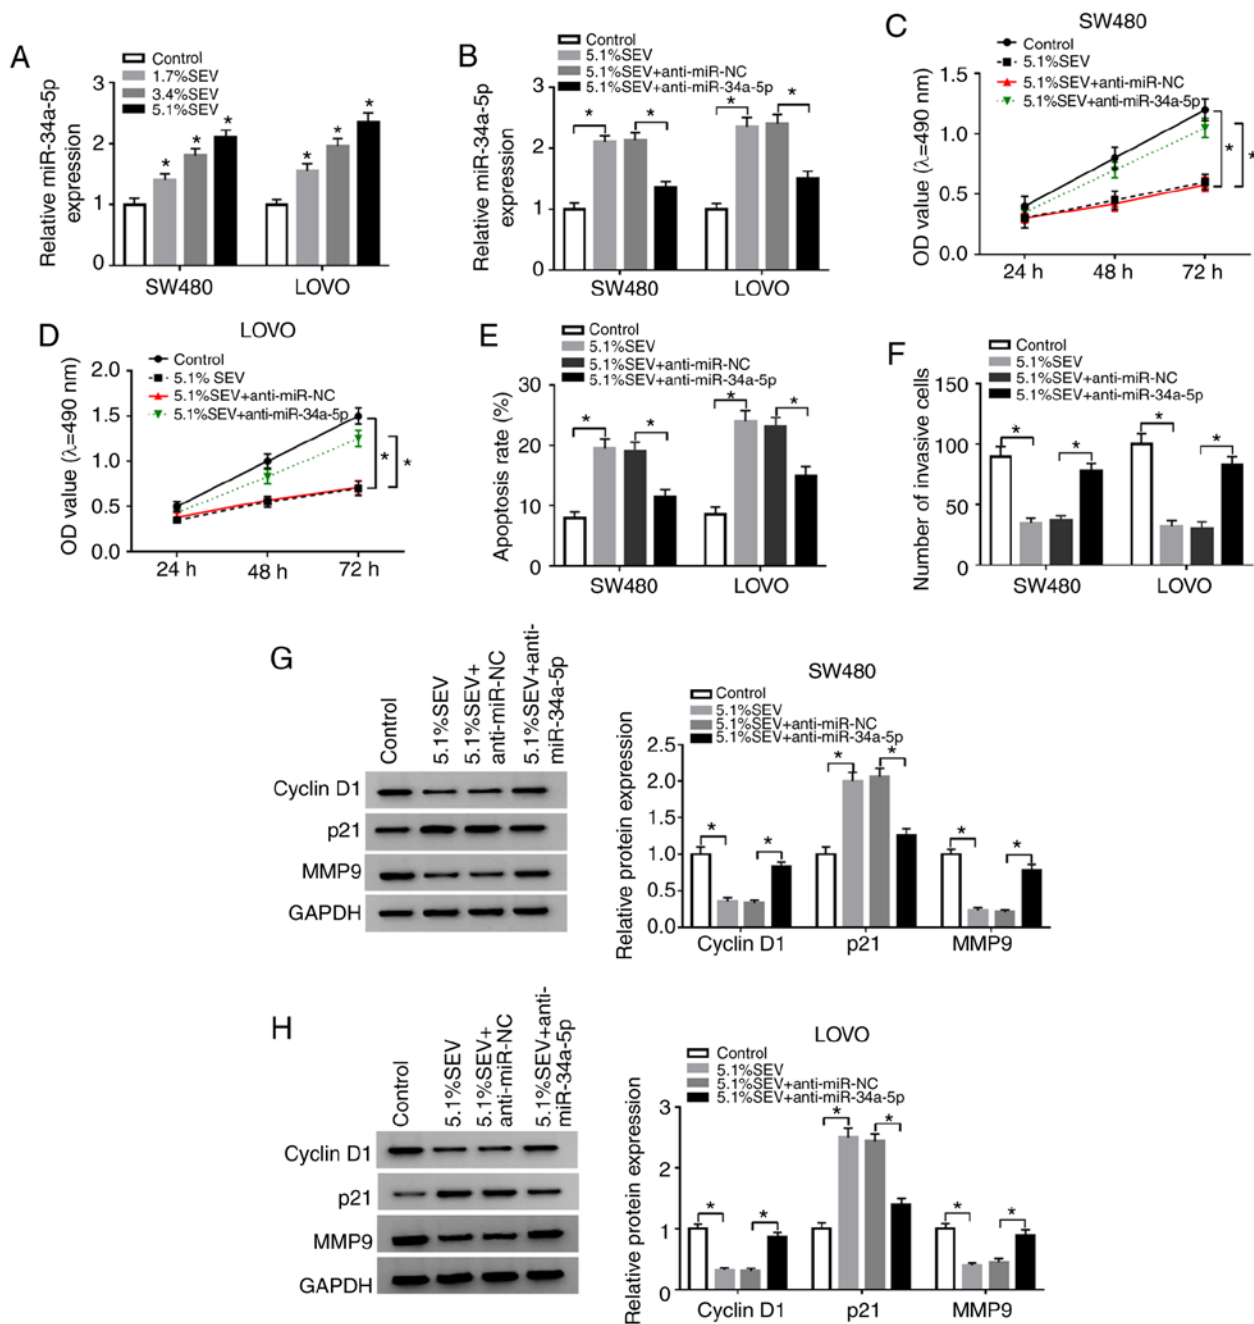 A
Relative miR-34a-5p
expression
Control
1.7%SEV
3.4%SEV
5.1%SEV
3
2
1
0
* * * * * *
SW480 LOVO
B
Relative miR-34a-5p
expression
Control
5.1%SEV
5.1%SEV+anti-miR-NC
5.1%SEV+anti-miR-34a-5p
3
2
1
0
* * * *
SW480 LOVO
C
SW480
OD value (λ=490 nm)
Control
5.1%SEV
5.1%SEV+anti-miR-NC
5.1%SEV+anti-miR-34a-5p
1.5
1.0
0.5
0.0
* *
24 h 48 h 72 h
D
LOVO
OD value (λ=490 nm)
Control
5.1% SEV
5.1%SEV+anti-miR-NC
5.1%SEV+anti-miR-34a-5p
2.0
1.5
1.0
0.5
0.0
* *
24 h 48 h 72 h
E
Apoptosis rate (%)
Control
5.1%SEV
5.1%SEV+anti-miR-NC
5.1%SEV+anti-miR-34a-5p
30
20
10
0
* * * *
SW480 LOVO
F
Number of invasive cells
Control
5.1%SEV
5.1%SEV+anti-miR-NC
5.1%SEV+anti-miR-34a-5p
150
100
50
0
* * * *
SW480 LOVO
G
Control
5.1%SEV
5.1%SEV+
anti-miR-NC
5.1%SEV+anti-
miR-34a-5p
Cyclin D1
p21
MMP9
GAPDH
SW480
Relative protein expression
Control
5.1%SEV
5.1%SEV+anti-miR-NC
5.1%SEV+anti-miR-34a-5p
2.5
2.0
1.5
1.0
0.5
0.0
* * * * * *
Cyclin D1 p21 MMP9
H
Control
5.1%SEV
5.1%SEV+
anti-miR-NC
5.1%SEV+anti-
miR-34a-5p
Cyclin D1
p21
MMP9
GAPDH
LOVO
Relative protein expression
Control
5.1%SEV
5.1%SEV+anti-miR-NC
5.1%SEV+anti-miR-34a-5p
3
2
1
0
* * * * * *
Cyclin D1 p21 MMP9